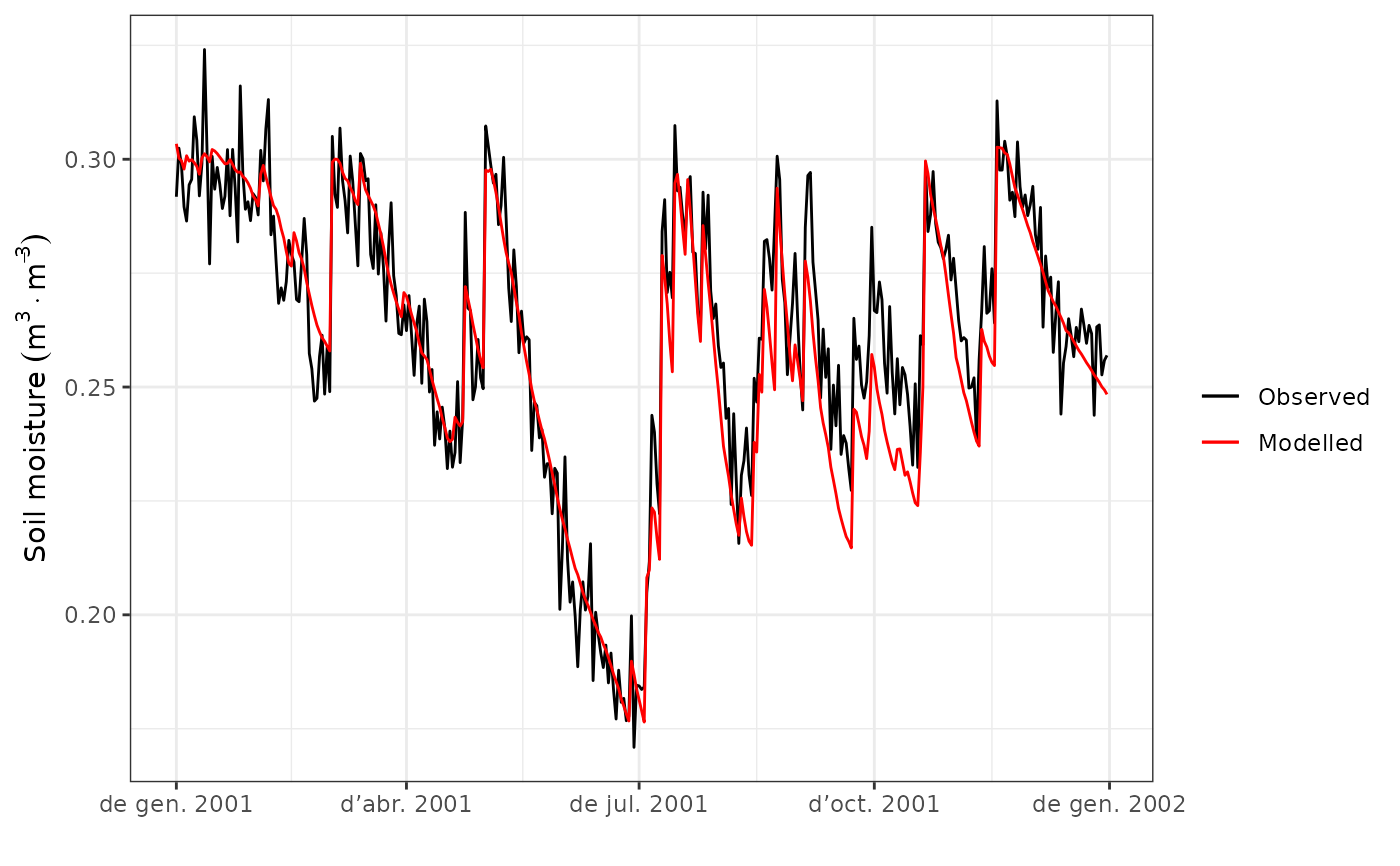 Soil moisture (m³ · m⁻³)
0.30
0.25
0.20
de gen. 2001
d’abr. 2001
de jul. 2001
d’oct. 2001
de gen. 2002
Observed
Modelled